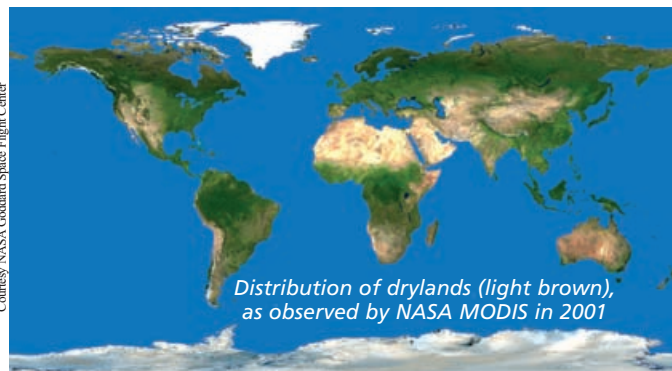 Courtesy NASA Goddard Space Flight Center
Distribution of drylands (light brown),
as observed by NASA MODIS in 2001